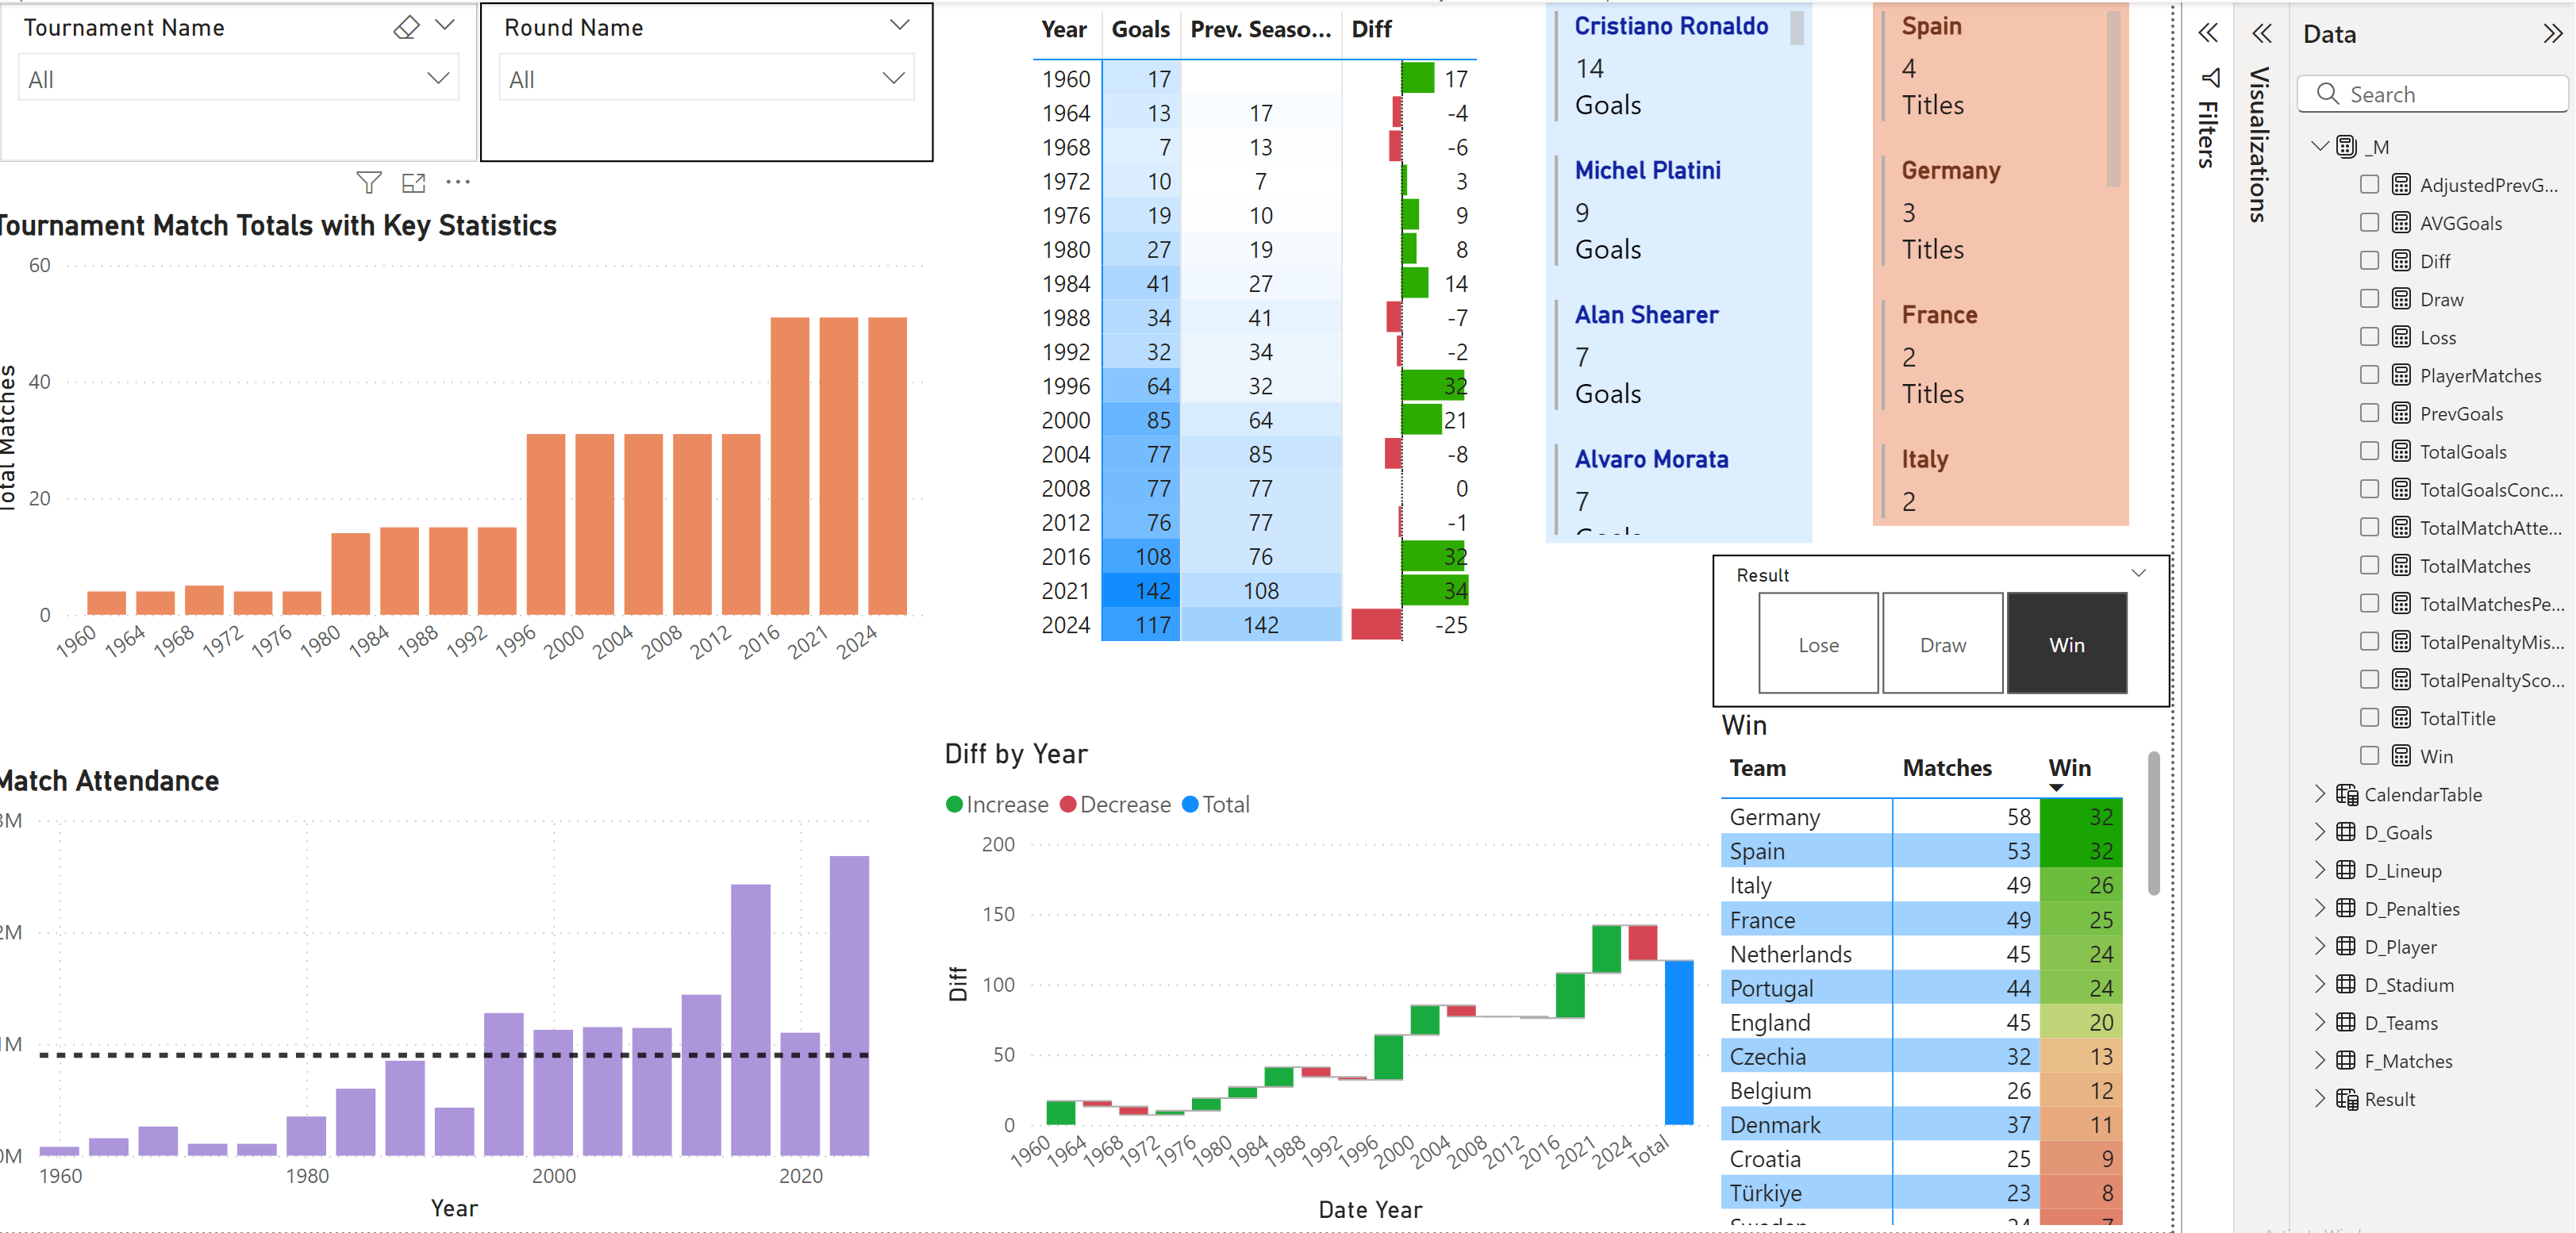 Tournament Name
All
Round Name
All
Tournament Match Totals with Key Statistics
Total Matches
60
40
20
0
1960 1964 1968 1972 1976 1980 1984 1988 1992 1996 2000 2004 2008 2012 2016 2021 2024
Year Goals Prev. Seaso... Diff
1960 17 17
1964 13 17 -4
1968 7 13 -6
1972 10 7 3
1976 19 10 9
1980 27 19 8
1984 41 27 14
1988 34 41 -7
1992 32 34 -2
1996 64 32 32
2000 85 64 21
2004 77 85 -8
2008 77 77 0
2012 76 77 -1
2016 108 76 32
2021 142 108 34
2024 117 142 -25
Cristiano Ronaldo
14
Goals
Michel Platini
9
Goals
Alan Shearer
7
Goals
Alvaro Morata
7
Goals
Spain
4
Titles
Germany
3
Titles
France
2
Titles
Italy
2
Result
Lose Draw Win
Match Attendance
3M
2M
1M
0M
1960 1980 2000 2020
Year
Diff by Year
Increase Decrease Total
Diff
200
150
100
50
0
1960 1964 1968 1972 1976 1980 1984 1988 1992 1996 2000 2004 2008 2012 2016 2021 2024 Total
Date Year
Win
Team Matches Win
Germany 58 32
Spain 53 32
Italy 49 26
France 49 25
Netherlands 45 24
Portugal 44 24
England 45 20
Czechia 32 13
Belgium 26 12
Denmark 37 11
Croatia 25 9
Türkiye 23 8
Filters
Visualizations
Data
Search
_M
AdjustedPrevG...
AVGGoals
Diff
Draw
Loss
PlayerMatches
PrevGoals
TotalGoals
TotalGoalsConc...
TotalMatchAtte...
TotalMatches
TotalMatchesPe...
TotalPenaltyMis...
TotalPenaltySco...
TotalTitle
Win
CalendarTable
D_Goals
D_Lineup
D_Penalties
D_Player
D_Stadium
D_Teams
F_Matches
Result